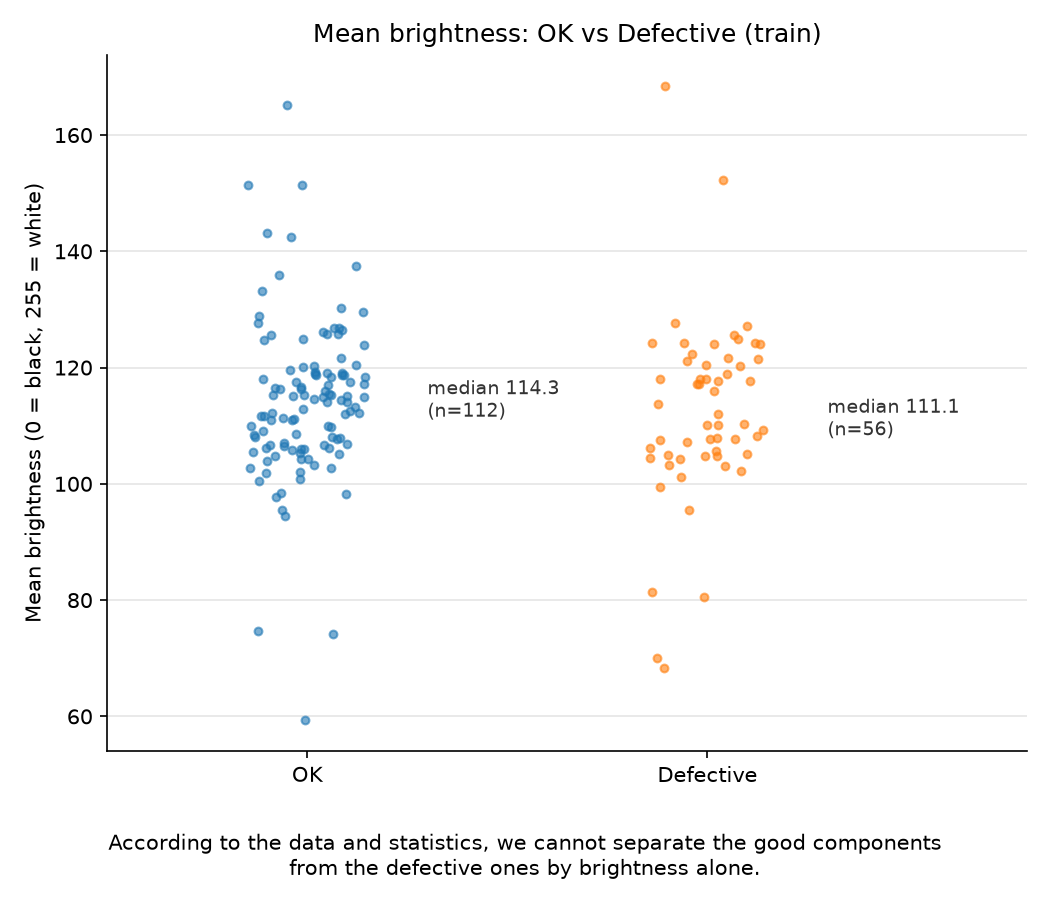 Mean brightness: OK vs Defective (train)
Mean brightness (0 = black, 255 = white)
160
140
120
100
80
60
median 114.3
(n=112)
median 111.1
(n=56)
OK
Defective
According to the data and statistics, we cannot separate the good components
from the defective ones by brightness alone.